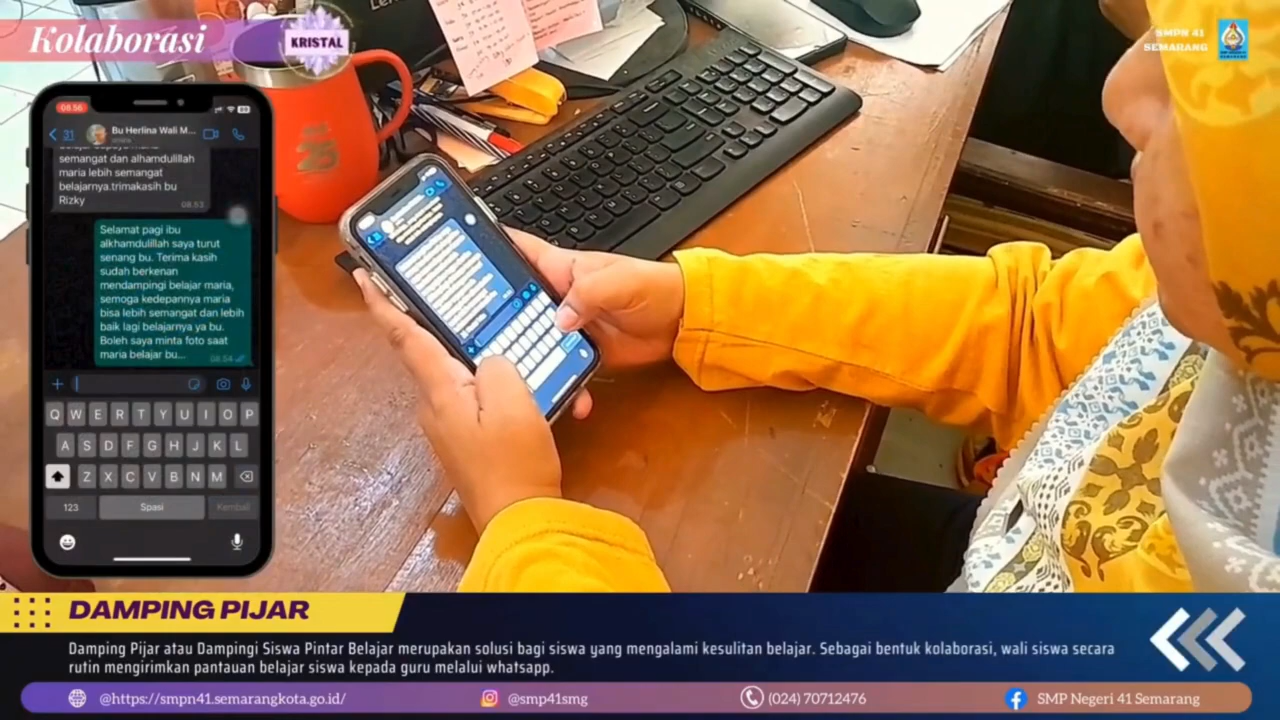 Kolaborasi
KRISTAL
SMPN 41
SEMARANG
08.56
31
Bu Herlina Wali M...
semangat dan alhamdulillah
maria lebih semangat
belajarnya.trimakasih bu
Rizky
08.53
Selamat pagi ibu
alkhamdulillah saya turut
senang bu. Terima kasih
sudah berkenan
mendampingi belajar maria,
semoga kedepannya maria
bisa lebih semangat dan lebih
baik lagi belajarnya ya bu.
Boleh saya minta foto saat
maria belajar bu...
08.54
Q W E R T Y U I O P
A S D F G H J K L
Z X C V B N M
123 Spasi Kembali
DAMPING PIJAR
Damping Pijar atau Dampingi Siswa Pintar Belajar merupakan solusi bagi siswa yang mengalami kesulitan belajar. Sebagai bentuk kolaborasi, wali siswa secara
rutin mengirimkan pantauan belajar siswa kepada guru melalui whatsapp.
@https://smpn41.semarangkota.go.id/ @smp41smg (024) 70712476 SMP Negeri 41 Semarang